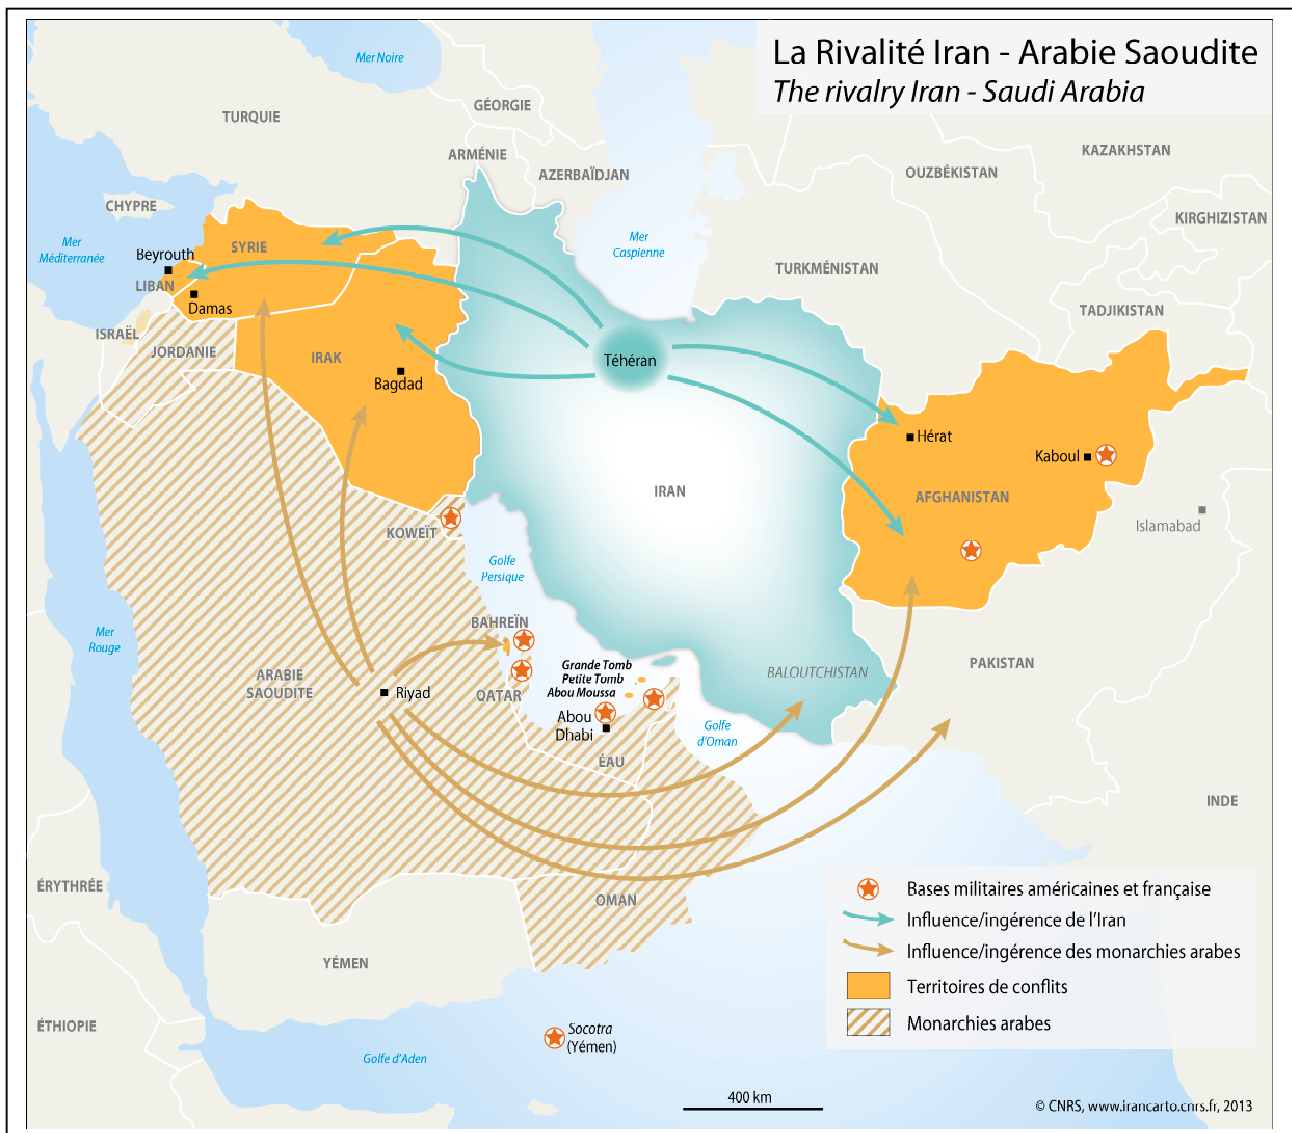 La Rivalité Iran - Arabie Saoudite
The rivalry Iran - Saudi Arabia
Mer Noire
TURQUIE
GÉORGIE
ARMÉNIE
AZERBAÏDJAN
KAZAKHSTAN
OUZBÉKISTAN
KIRGHIZISTAN
CHYPRE
Mer
Méditerranée
Beyrouth
SYRIE
LIBAN
Damas
Mer
Caspienne
TURKMÉNISTAN
TADJIKISTAN
ISRAËL
JORDANIE
IRAK
Bagdad
Téhéran
Hérat
Kaboul
IRAN
AFGHANISTAN
Islamabad
KOWEÏT
Golfe
Persique
Mer
Rouge
BAHREÏN
ARABIE
SAOUDITE
Riyad
QATAR
Grande Tomb
Petite Tomb
Abou Moussa
Abou
Dhabi
BALOUTCHISTAN
PAKISTAN
Golfe
d'Oman
ÉAU
INDE
ÉRYTHRÉE
OMAN
YÉMEN
ÉTHIOPIE
Golfe d'Aden
Socotra
(Yémen)
Bases militaires américaines et française
Influence/ingérence de l'Iran
Influence/ingérence des monarchies arabes
Territoires de conflits
Monarchies arabes
400 km
© CNRS, www.irancarto.cnrs.fr, 2013